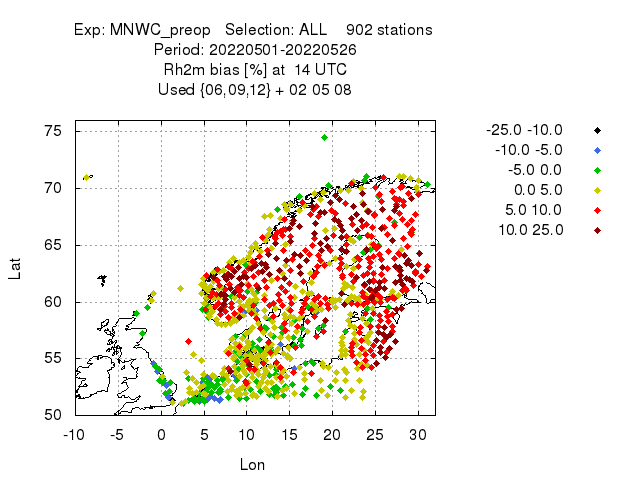 Exp: MNWC_preop   Selection: ALL    902 stations
Period: 20220501-20220526
Rh2m bias [%] at  14 UTC
Used {06,09,12} + 02 05 08
-25.0 -10.0
-10.0 -5.0
-5.0 0.0
0.0 5.0
5.0 10.0
10.0 25.0
75
70
65
60
55
50
Lat
-10 -5 0 5 10 15 20 25 30
Lon